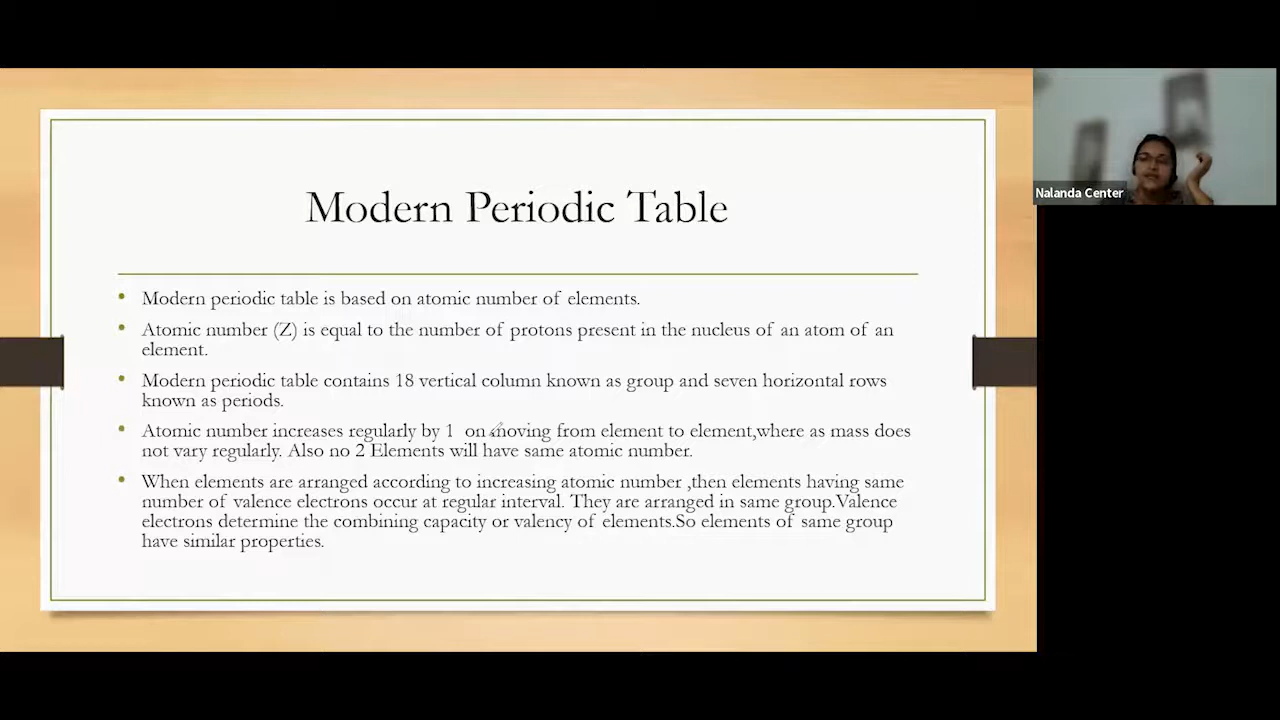 Modern Periodic Table
• Modern periodic table is based on atomic number of elements.
• Atomic number (Z) is equal to the number of protons present in the nucleus of an atom of an
element.
• Modern periodic table contains 18 vertical column known as group and seven horizontal rows
known as periods.
• Atomic number increases regularly by 1 on moving from element to element,where as mass does
not vary regularly. Also no 2 Elements will have same atomic number.
• When elements are arranged according to increasing atomic number ,then elements having same
number of valence electrons occur at regular interval. They are arranged in same group.Valence
electrons determine the combining capacity or valency of elements.So elements of same group
have similar properties.
Nalanda Center